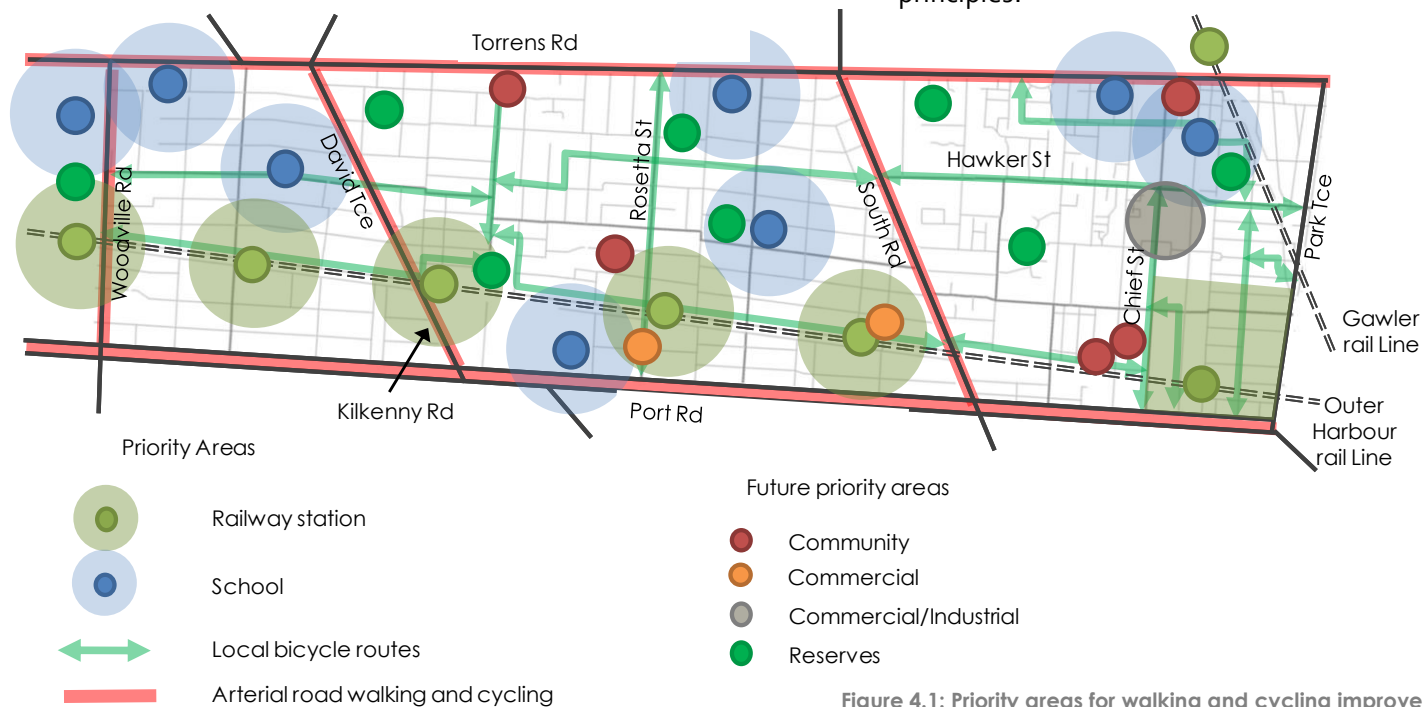 principles.
Torrens Rd
David Tce
Rosetta St
Hawker St
Woodville Rd
South Rd
Park Tce
Chief St
Gawler
rail Line
Kilkenny Rd
Port Rd
Outer
Harbour
rail Line
Priority Areas
Railway station
School
Local bicycle routes
Arterial road walking and cycling
Future priority areas
Community
Commercial
Commercial/Industrial
Reserves
Figure 4.1: Priority areas for walking and cycling improve